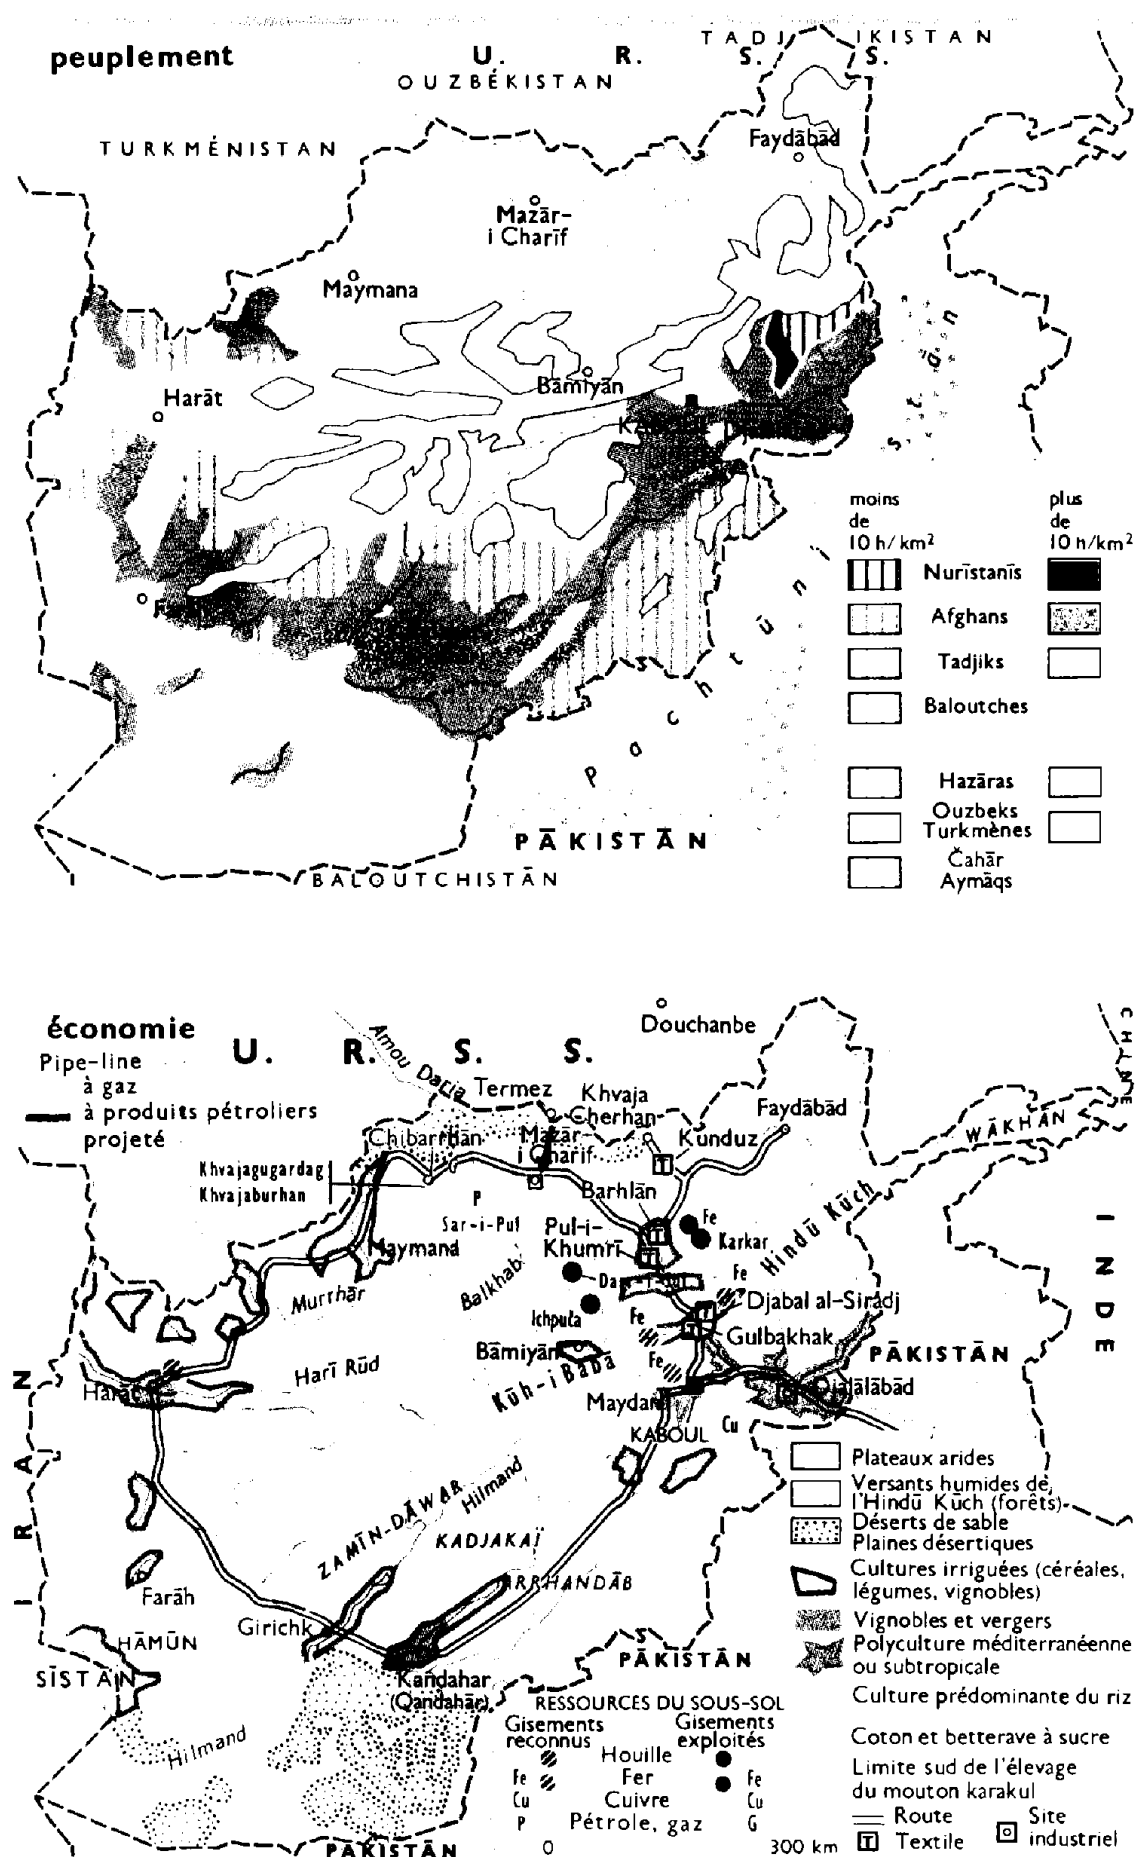 peuplement
U. R. S. S.
TADJIKISTAN
OUZBÉKISTAN
TURKMÉNISTAN
Faydābād
Mazār-
i Charīf
Maymana
Harāt
Bāmiyān
Pachtūnistān
S
PĀKISTĀN
BALOUTCHISTĀN
moins
de
10 h/km²
plus
de
10 h/km²
Nurīstanīs
Afghans
Tadjiks
Baloutches
Hazāras
Ouzbeks
Turkmènes
Čahār
Aymāqs
économie
Pipe-line
à gaz
à produits pétroliers
projeté
U. R. S. S.
Amou Daria
Douchanbe
CHINE
Termez
Khvaja
Cherhan
Faydābād
WĀKHĀN
Chibarrhān
Mazār-
i Charīf
Kunduz
Khvajagugardag
Khvajaburhan
P
Sar-i-Pul
Barhlān
Hindū Kūch
Maymana
Pul-i-
Khumrī
Fe
Karkar
Murrhār
Balkhab
Fe
Djabal al-Sirādj
Ichpuča
Fe
Gulbakhak
INDE
Bāmiyān
Kūh-i Bābā
Fe
PĀKISTĀN
Harī Rūd
Harāt
Maydan
Djalālābād
KABOUL
Cu
IRAN
ZAMĪN-DĀWAR
Hilmand
KADJAKAÏ
ARRHANDĀB
Farāh
Girichk
HĀMŪN
SĪSTĀN
Kandahar
(Qandahār)
S
PĀKISTĀN
Hilmand
PĀKISTĀN
Plateaux arides
Versants humides de
l'Hindū Kūch (forêts)
Déserts de sable
Plaines désertiques
Cultures irriguées (céréales,
légumes, vignobles)
Vignobles et vergers
Polyculture méditerranéenne
ou subtropicale
Culture prédominante du riz
Coton et betterave à sucre
Limite sud de l'élevage
du mouton karakul
Route
T Textile
Site
industriel
RESSOURCES DU SOUS-SOL
Gisements
reconnus
Gisements
exploités
Houille
Fe Fer Fe
Cu Cuivre Cu
P Pétrole, gaz G
0 300 km